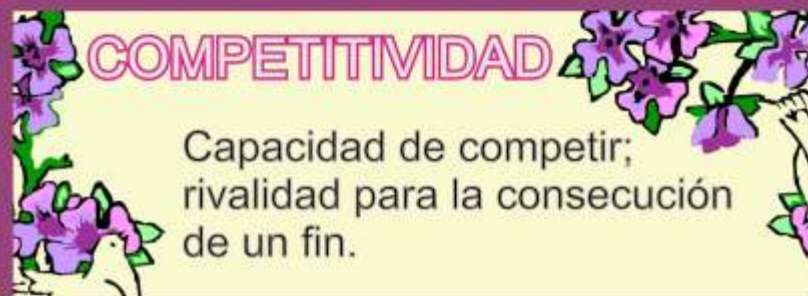 COMPETITIVIDAD
Capacidad de competir;
rivalidad para la consecución
de un fin.